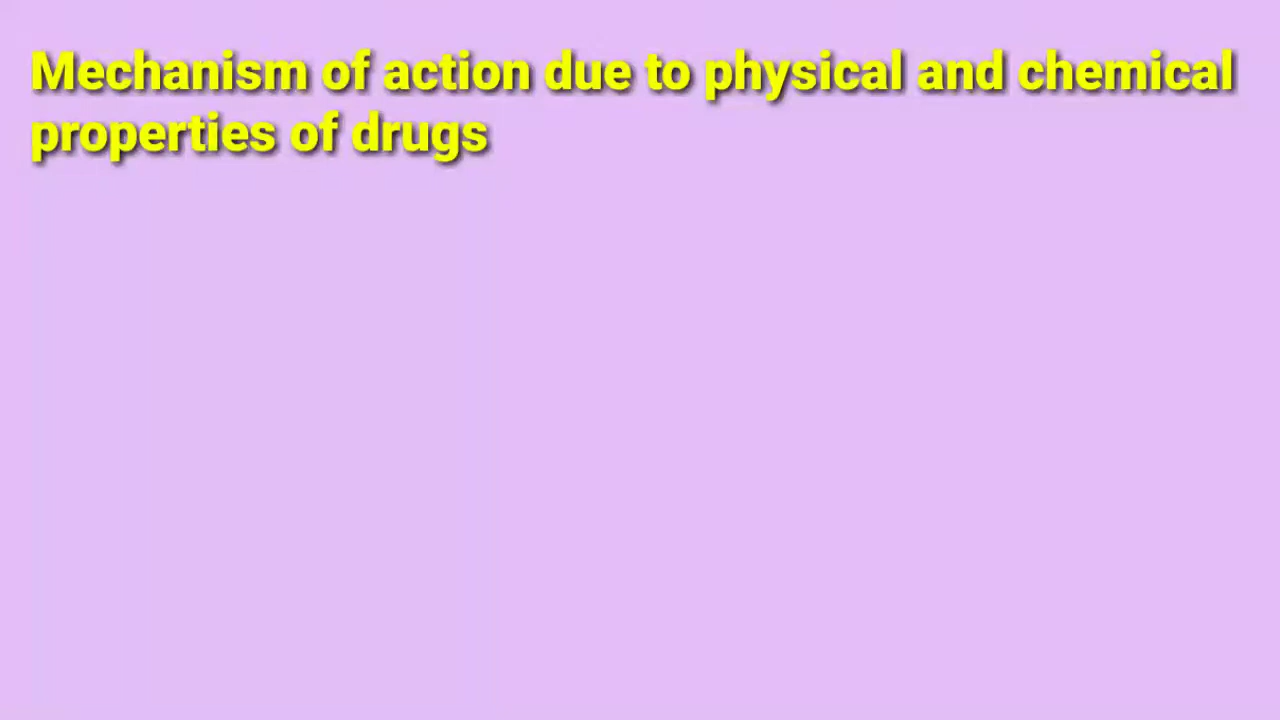 Mechanism of action due to physical and chemical
properties of drugs